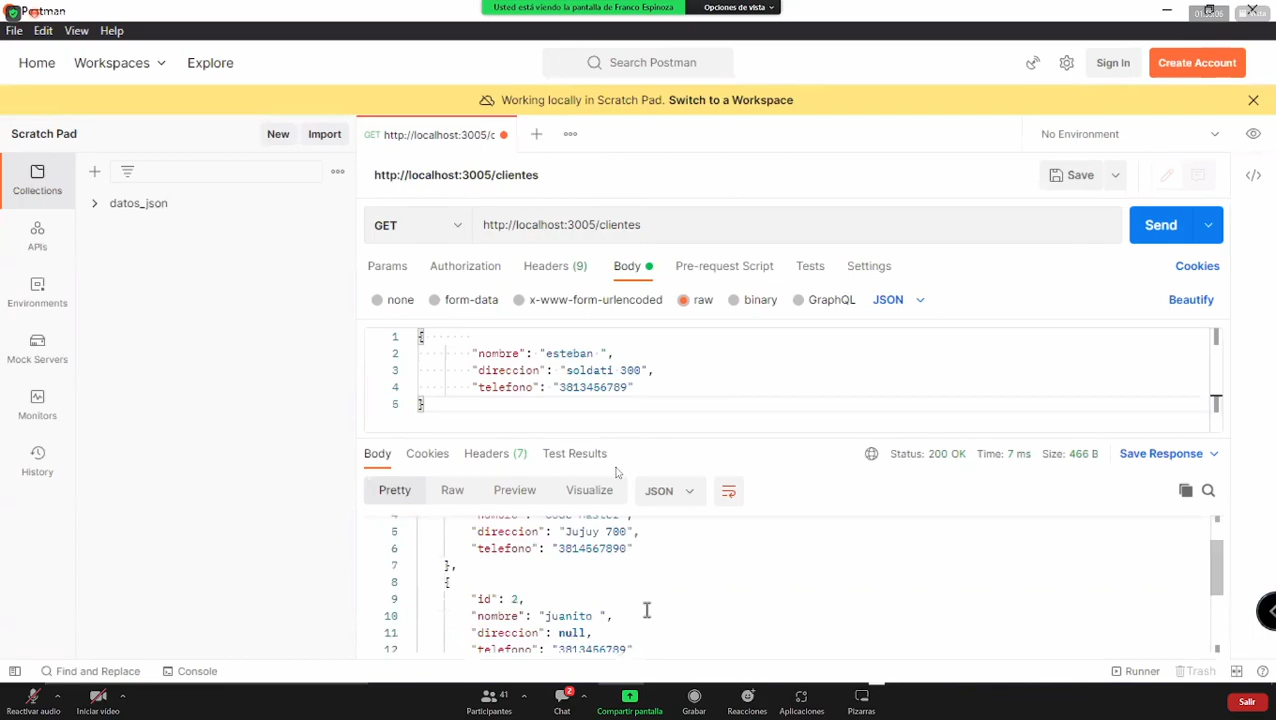 Postman
Usted está viendo la pantalla de Franco Espinoza
Opciones de vista
File Edit View Help
Home Workspaces Explore
Search Postman
Sign In
Create Account
Working locally in Scratch Pad. Switch to a Workspace
Scratch Pad
New
Import
GET http://localhost:3005/c
No Environment
Collections
APIs
Environments
Mock Servers
Monitors
History
datos_json
http://localhost:3005/clientes
Save
GET
http://localhost:3005/clientes
Send
Params Authorization Headers (9) Body Pre-request Script Tests Settings Cookies
none form-data x-www-form-urlencoded raw binary GraphQL JSON Beautify
1 {
2 "nombre": "esteban ",
3 "direccion": "soldati 300",
4 "telefono": "3813456789"
5 }
Body Cookies Headers (7) Test Results
Status: 200 OK Time: 7 ms Size: 466 B Save Response
Pretty Raw Preview Visualize JSON
5 "direccion": "Jujuy 700",
6 "telefono": "3814567890"
7 },
8 {
9 "id": 2,
10 "nombre": "juanito ",
11 "direccion": null,
12 "telefono": "3813456789"
Find and Replace Console
Runner Trash
Reactivar audio
Iniciar video
41
Participantes
2
Chat
Compartir pantalla
Grabar
Reacciones
Aplicaciones
Pizarras
Salir